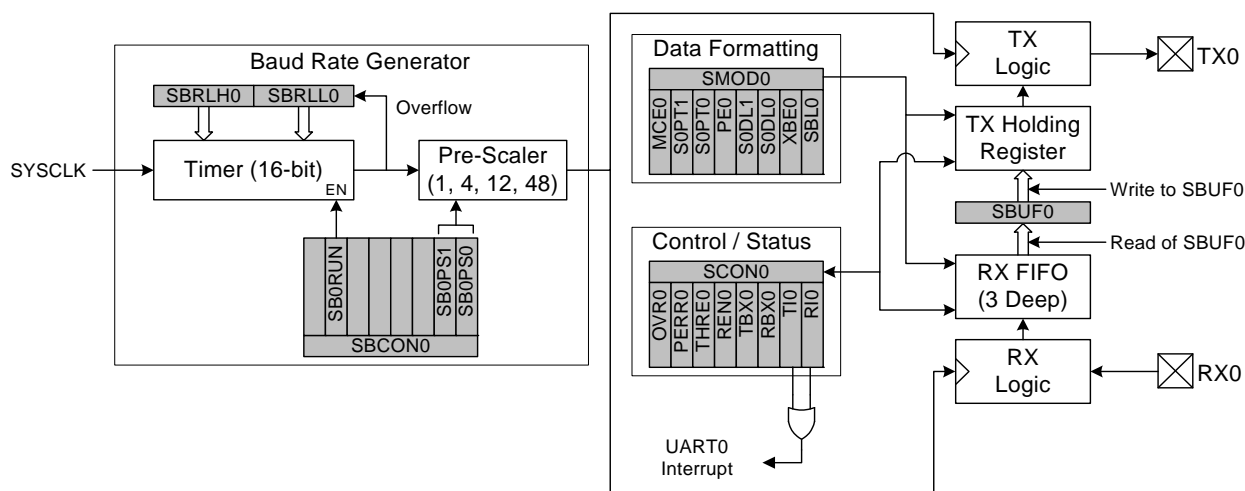 Baud Rate Generator
SBRLH0 SBRLL0
Overflow
SYSCLK
Timer (16-bit)
EN
Pre-Scaler
(1, 4, 12, 48)
SB0RUN
SB0PS1
SB0PS0
SBCON0
Data Formatting
SMOD0
MCE0
S0PT1
S0PT0
PE0
S0DL1
S0DL0
XBE0
SBL0
Control / Status
SCON0
OVR0
PERR0
THRE0
REN0
TBX0
RBX0
TI0
RI0
UART0
Interrupt
TX
Logic
TX0
TX Holding
Register
Write to SBUF0
SBUF0
Read of SBUF0
RX FIFO
(3 Deep)
RX
Logic
RX0